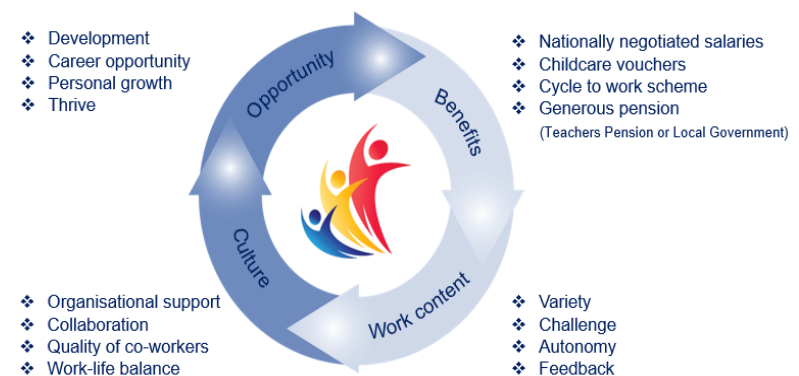 ❖ Development
❖ Career opportunity
❖ Personal growth
❖ Thrive
Opportunity
❖ Nationally negotiated salaries
❖ Childcare vouchers
❖ Cycle to work scheme
❖ Generous pension
(Teachers Pension or Local Government)
Benefits
Culture
Work content
❖ Organisational support
❖ Collaboration
❖ Quality of co-workers
❖ Work-life balance
❖ Variety
❖ Challenge
❖ Autonomy
❖ Feedback